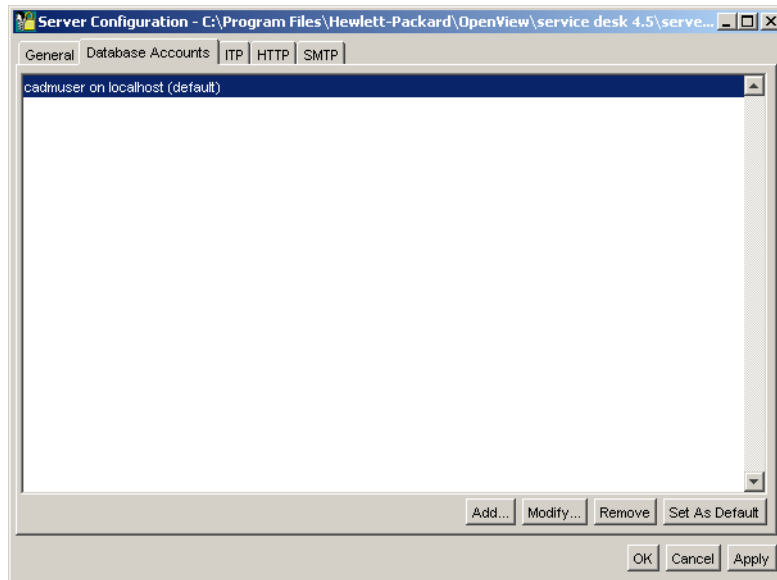 Server Configuration - C:\Program Files\Hewlett-Packard\OpenView\service desk 4.5\serve...
General Database Accounts ITP HTTP SMTP
cadmuser on localhost (default)
Add... Modify... Remove Set As Default
OK Cancel Apply